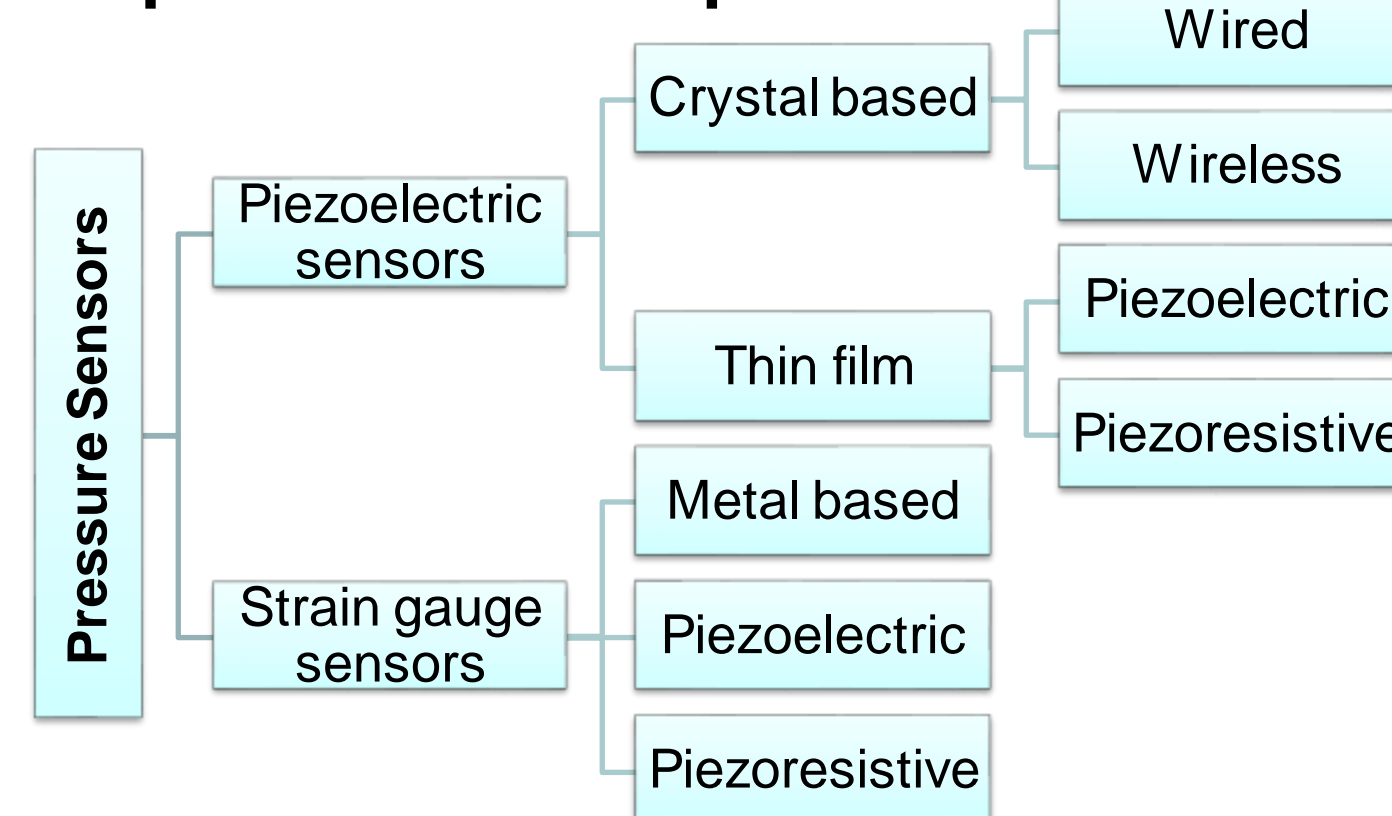 Wired
Crystal based
Wireless
Piezoelectric
sensors
Piezoelectric
Thin film
Piezoresistive
Pressure Sensors
Metal based
Strain gauge
sensors
Piezoelectric
Piezoresistive